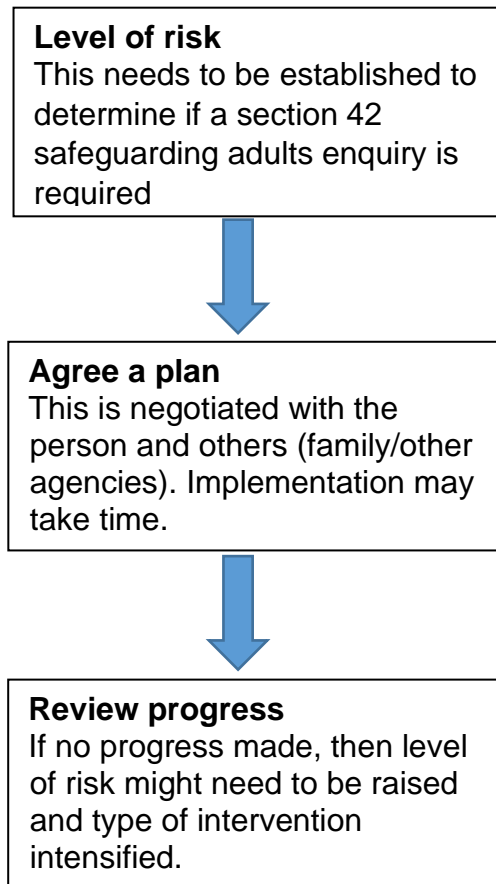 Level of risk
This needs to be established to
determine if a section 42
safeguarding adults enquiry is
required
Agree a plan
This is negotiated with the
person and others (family/other
agencies). Implementation may
take time.
Review progress
If no progress made, then level
of risk might need to be raised
and type of intervention
intensified.